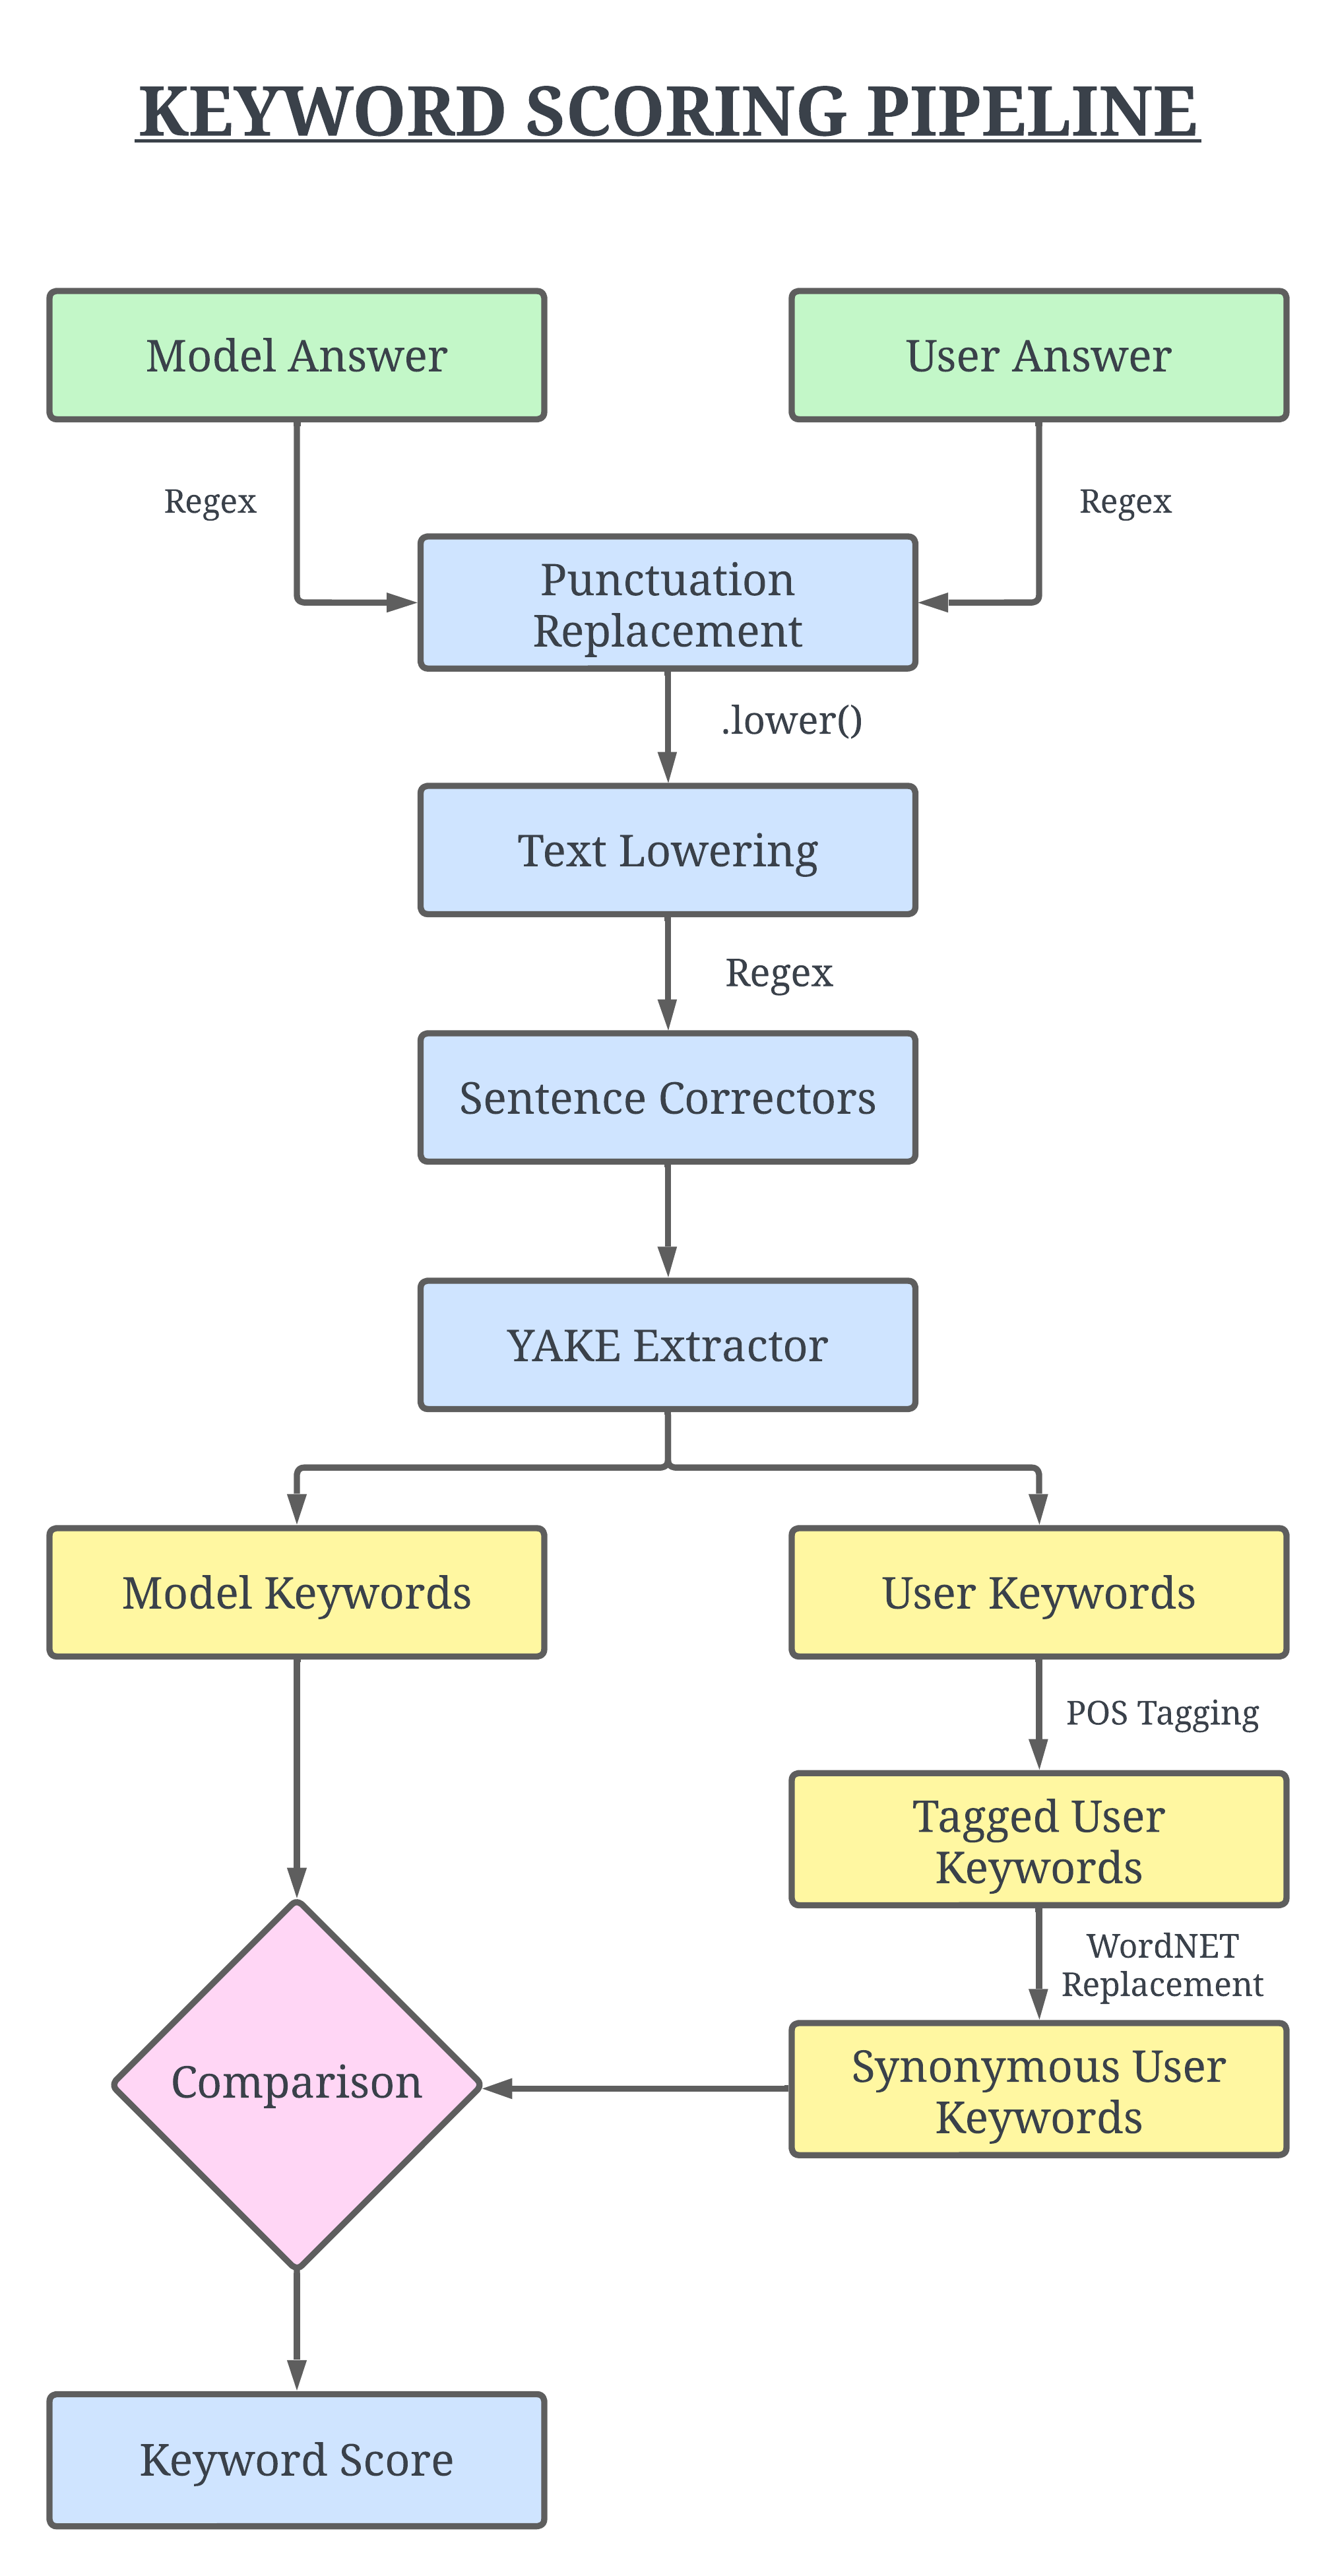 KEYWORD SCORING PIPELINE
Model Answer
User Answer
Regex
Regex
Punctuation
Replacement
.lower()
Text Lowering
Regex
Sentence Correctors
YAKE Extractor
Model Keywords
User Keywords
POS Tagging
Tagged User
Keywords
WordNET
Replacement
Synonymous User
Keywords
Comparison
Keyword Score